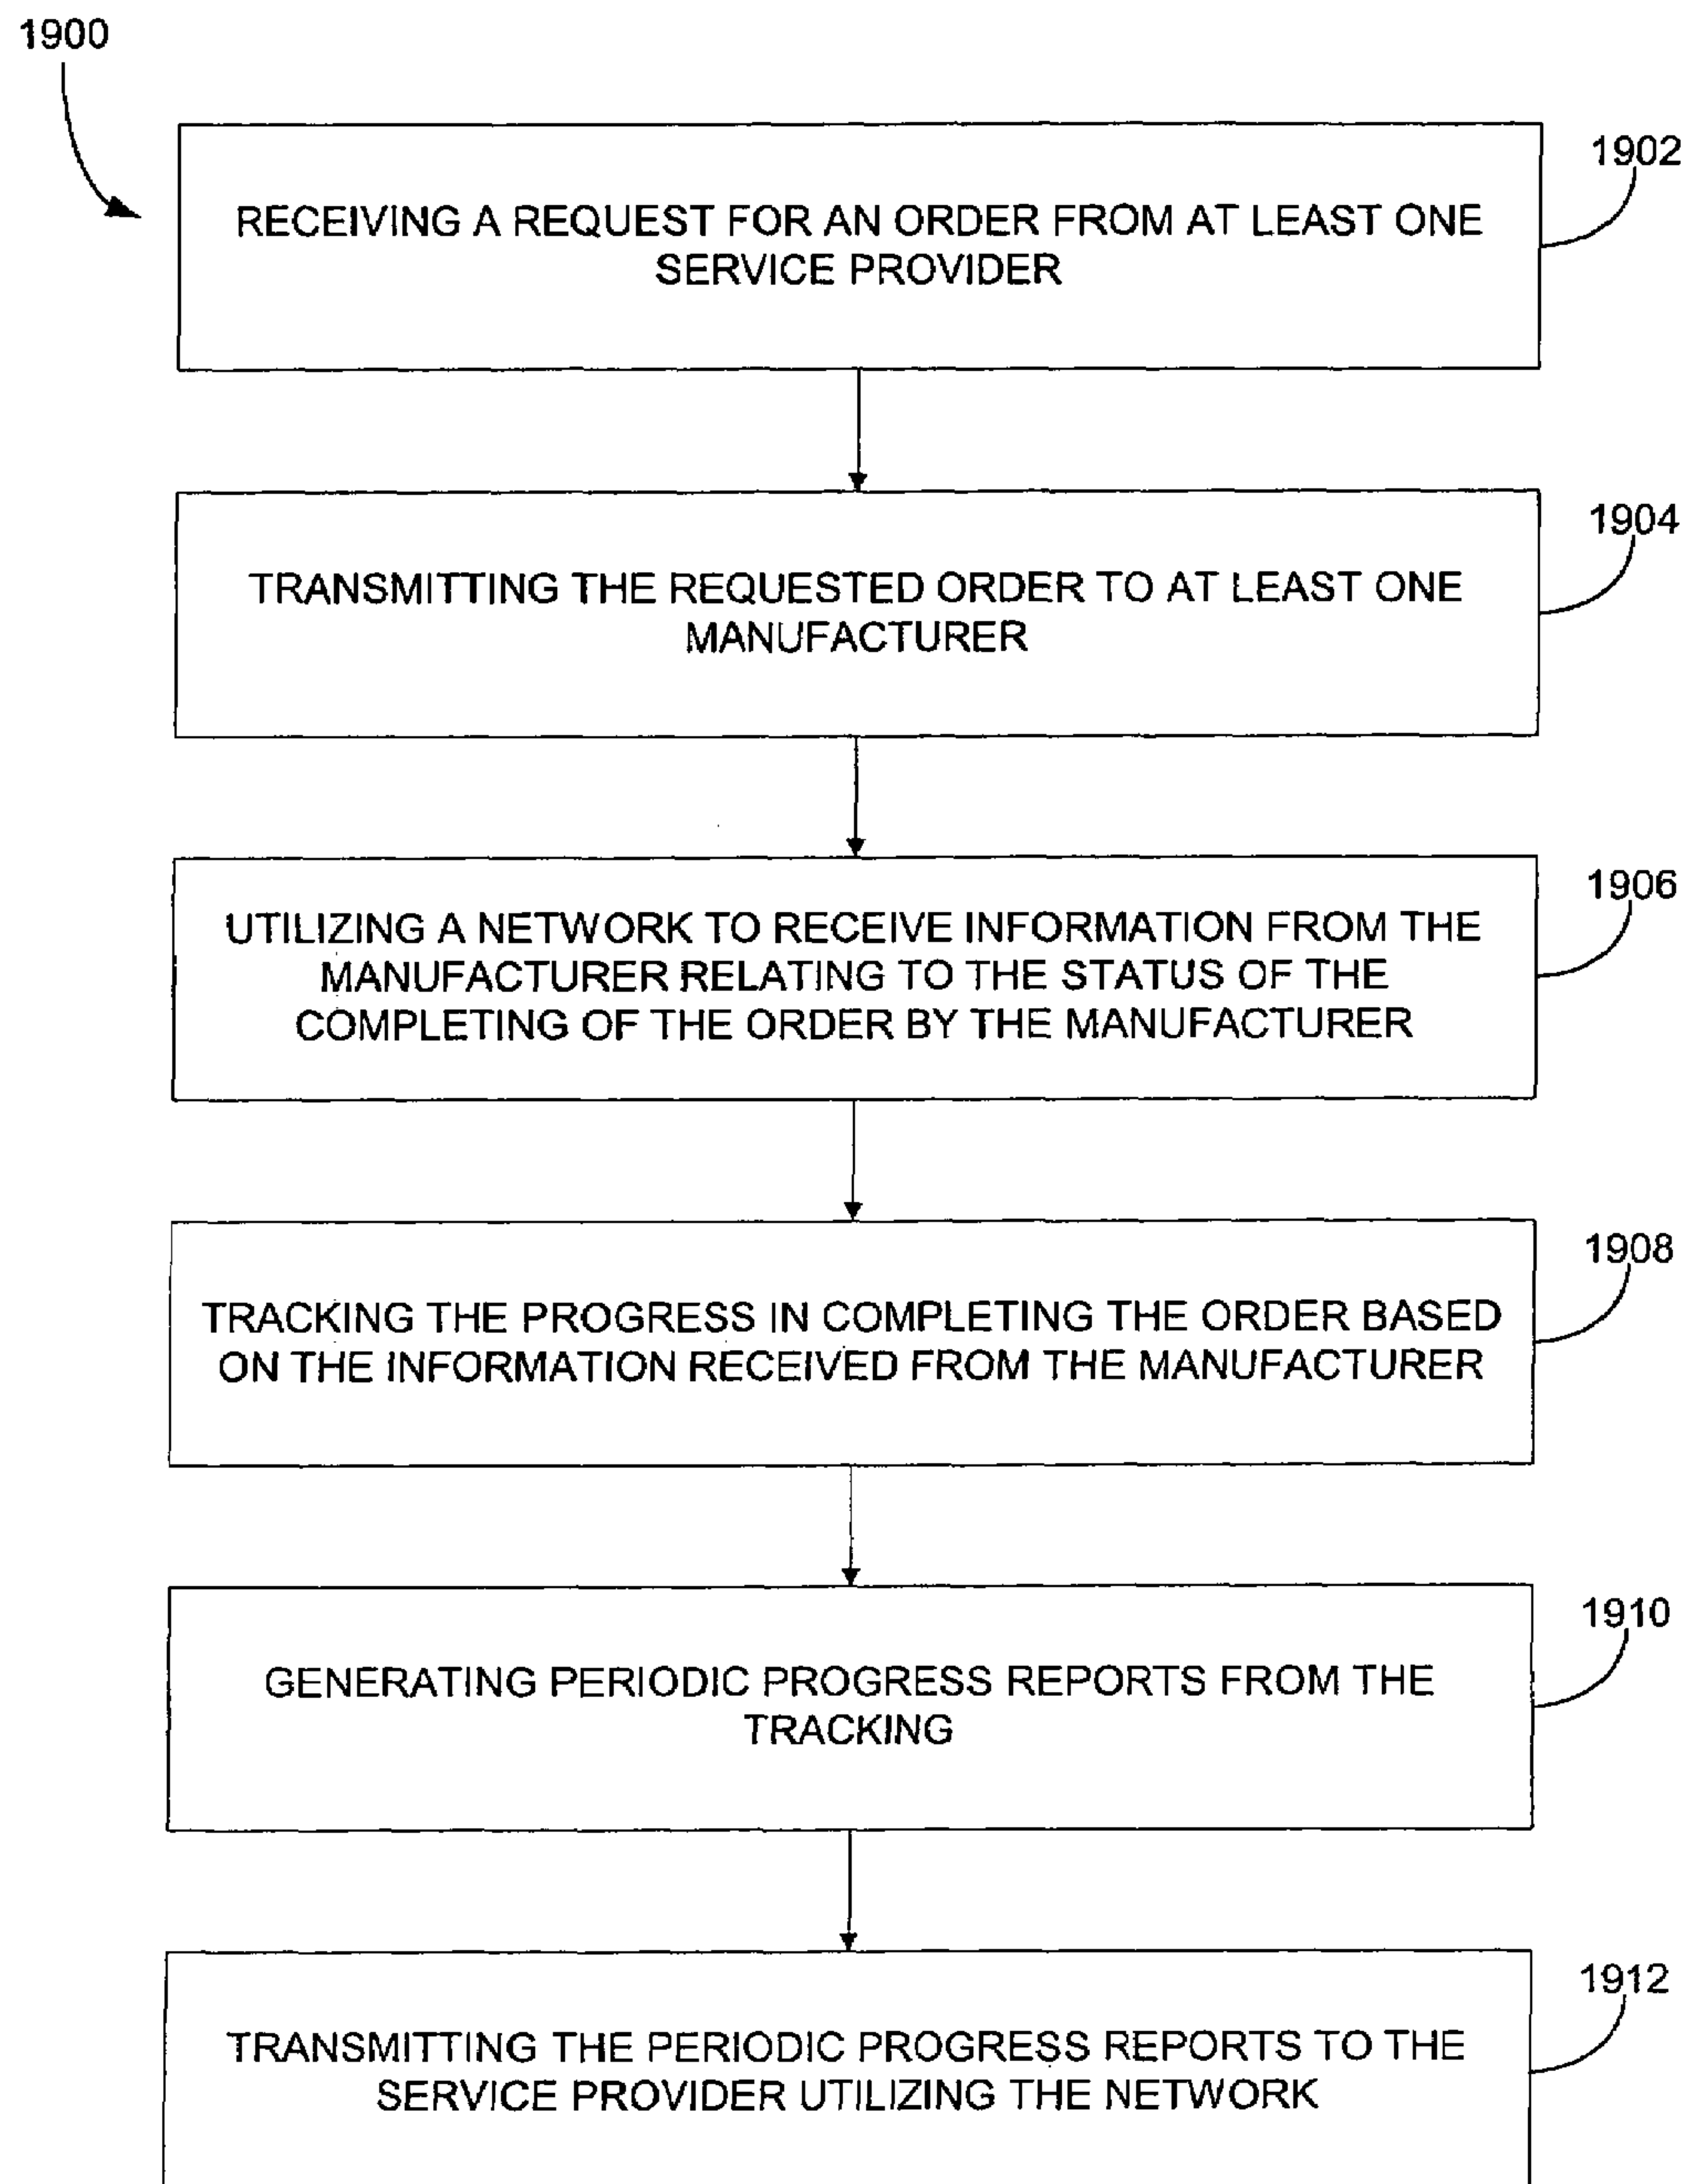 1900
1902
RECEIVING A REQUEST FOR AN ORDER FROM AT LEAST ONE
SERVICE PROVIDER
1904
TRANSMITTING THE REQUESTED ORDER TO AT LEAST ONE
MANUFACTURER
1906
UTILIZING A NETWORK TO RECEIVE INFORMATION FROM THE
MANUFACTURER RELATING TO THE STATUS OF THE
COMPLETING OF THE ORDER BY THE MANUFACTURER
1908
TRACKING THE PROGRESS IN COMPLETING THE ORDER BASED
ON THE INFORMATION RECEIVED FROM THE MANUFACTURER
1910
GENERATING PERIODIC PROGRESS REPORTS FROM THE
TRACKING
1912
TRANSMITTING THE PERIODIC PROGRESS REPORTS TO THE
SERVICE PROVIDER UTILIZING THE NETWORK